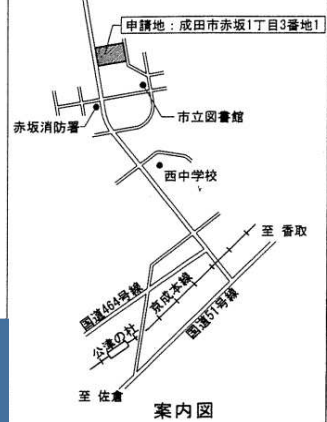 申請地：成田市赤坂1丁目3番地1
赤坂消防署
市立図書館
西中学校
至 香取
国道464号線
京成本線
公津の杜
国道51号線
至 佐倉
案内図